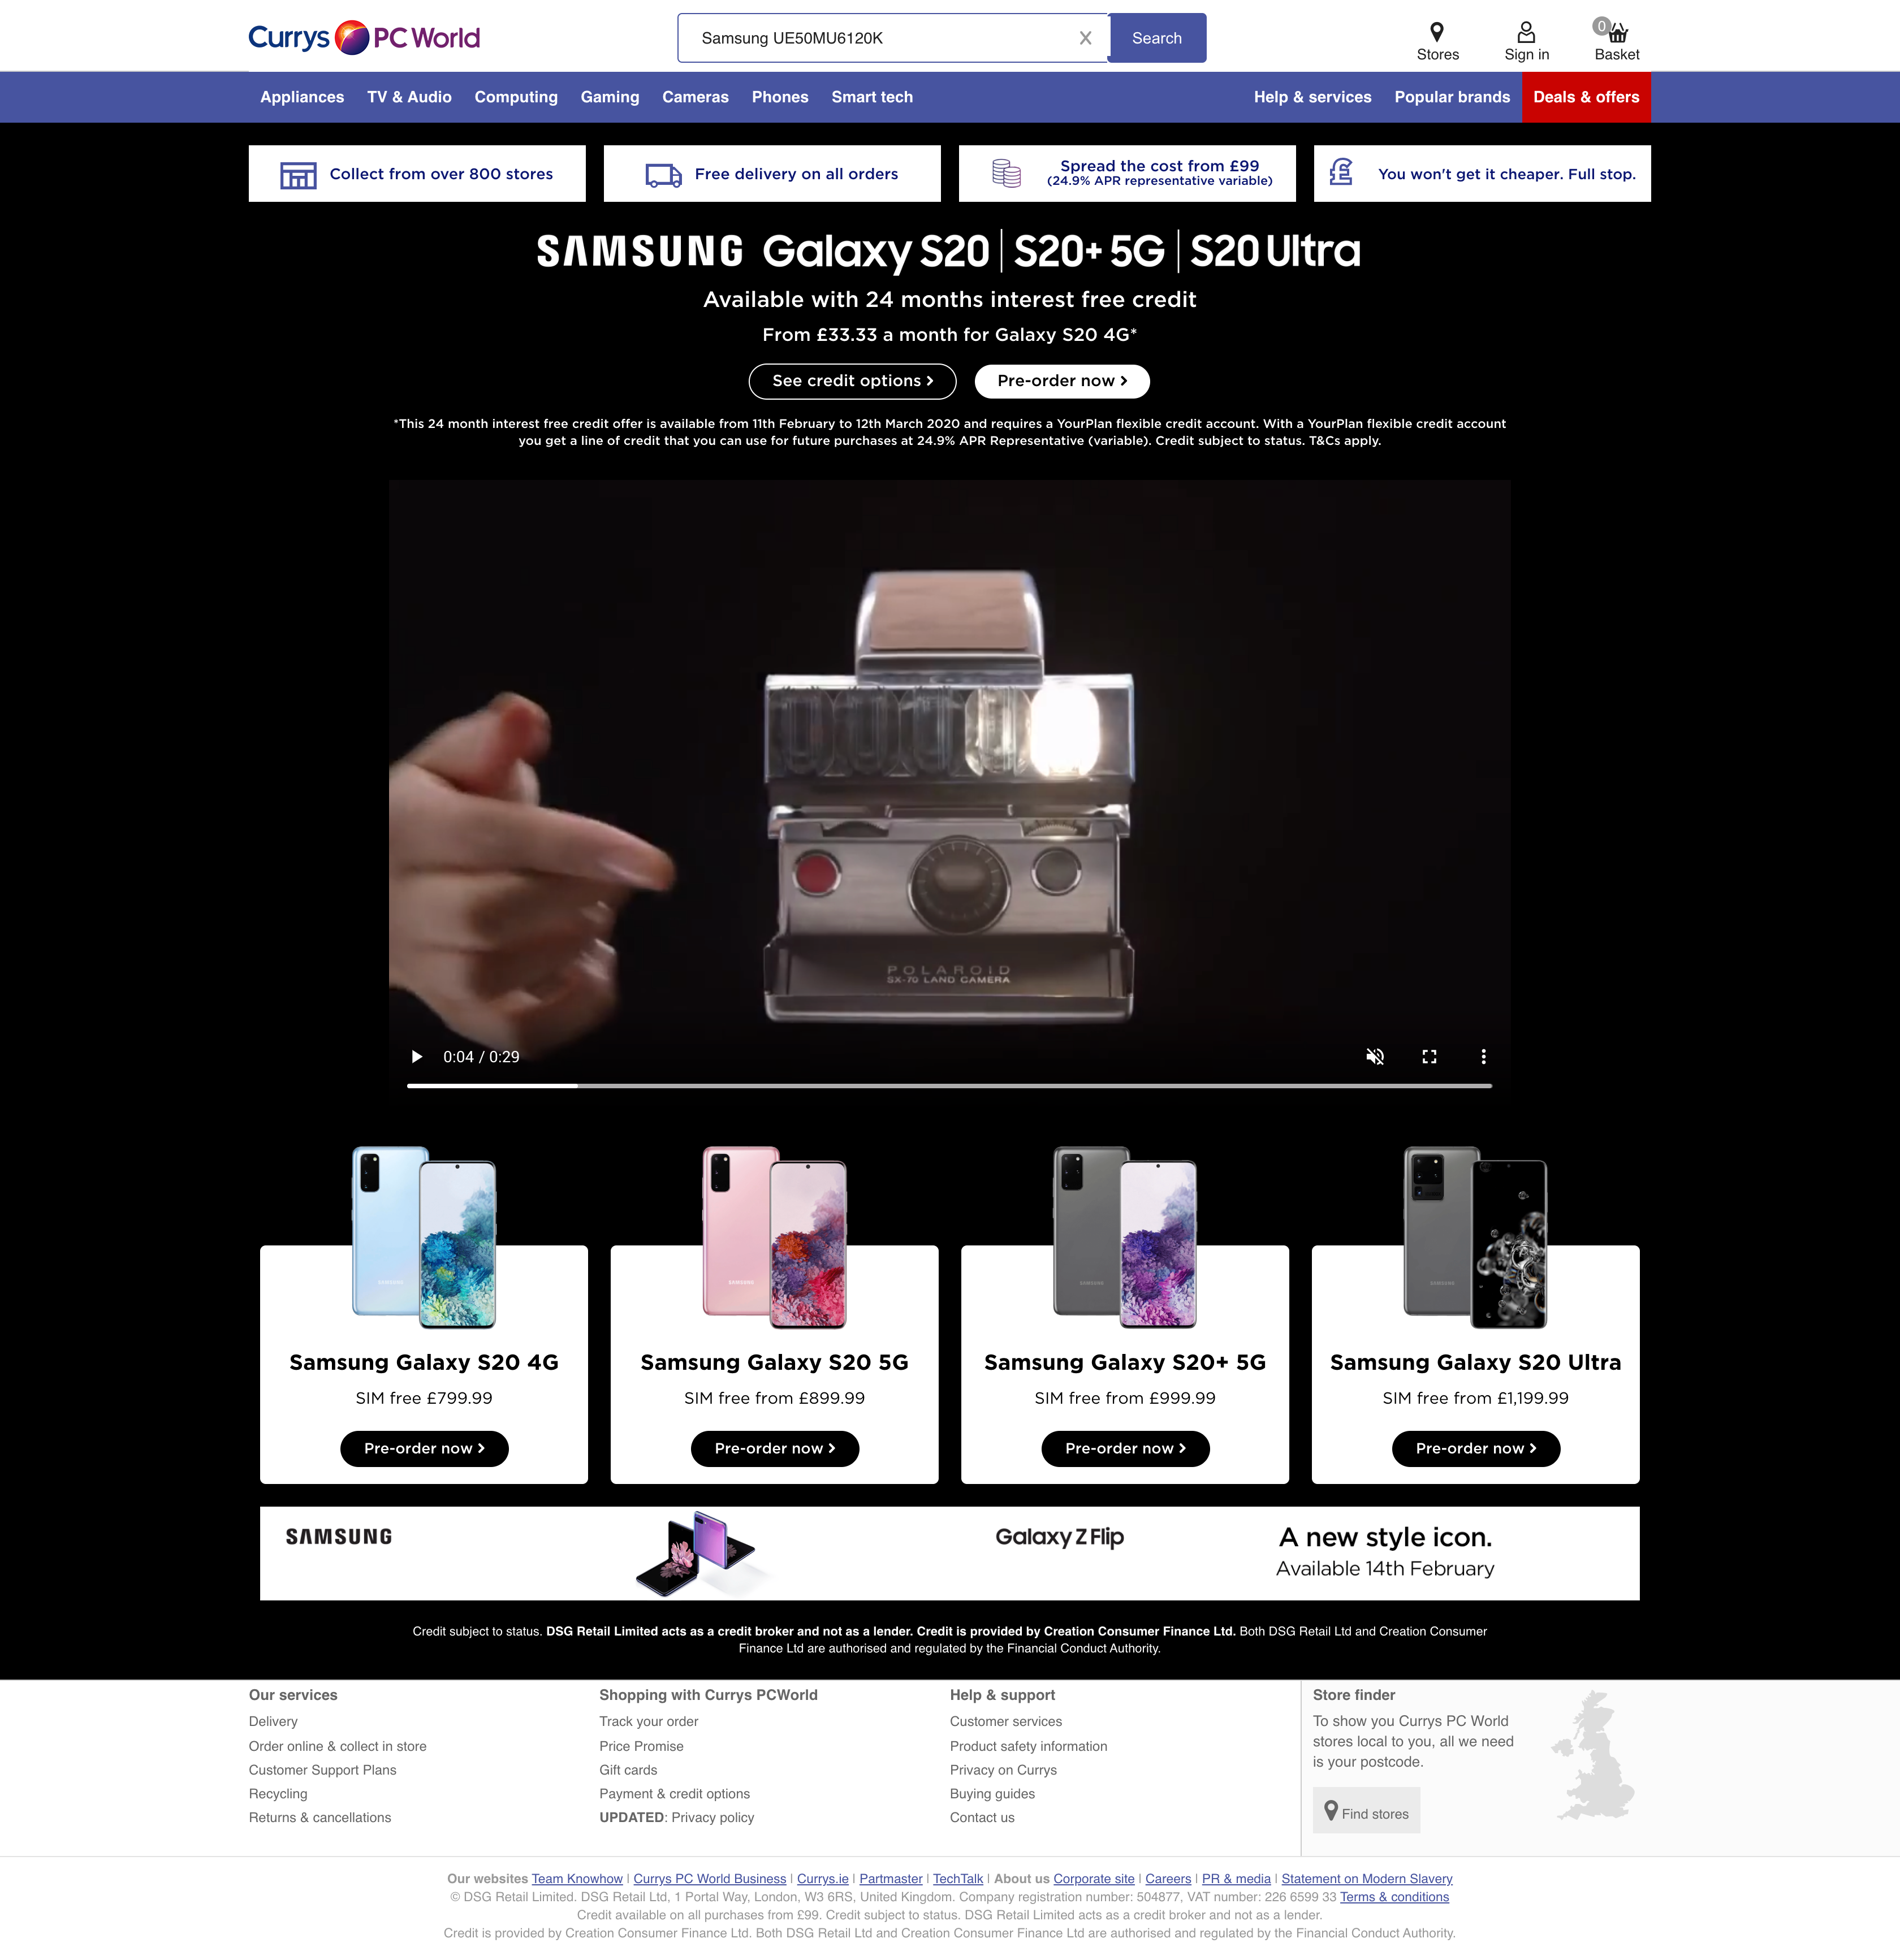 Currys PC World
Samsung UE50MU6120K
Search
Stores
Sign in
0
Basket
Appliances
TV & Audio
Computing
Gaming
Cameras
Phones
Smart tech
Help & services
Popular brands
Deals & offers
Collect from over 800 stores
Free delivery on all orders
Spread the cost from £99
(24.9% APR representative variable)
You won't get it cheaper. Full stop.
SAMSUNG Galaxy S20 | S20+ 5G | S20 Ultra
Available with 24 months interest free credit
From £33.33 a month for Galaxy S20 4G*
See credit options
Pre-order now
*This 24 month interest free credit offer is available from 11th February to 12th March 2020 and requires a YourPlan flexible credit account. With a YourPlan flexible credit account
you get a line of credit that you can use for future purchases at 24.9% APR Representative (variable). Credit subject to status. T&Cs apply.
POLAROID
SX-70 LAND CAMERA
0:04 / 0:29
SAMSUNG
SAMSUNG
SAMSUNG
SAMSUNG
Samsung Galaxy S20 4G
SIM free £799.99
Pre-order now
Samsung Galaxy S20 5G
SIM free from £899.99
Pre-order now
Samsung Galaxy S20+ 5G
SIM free from £999.99
Pre-order now
Samsung Galaxy S20 Ultra
SIM free from £1,199.99
Pre-order now
SAMSUNG
Galaxy Z Flip
A new style icon.
Available 14th February
Credit subject to status. DSG Retail Limited acts as a credit broker and not as a lender. Credit is provided by Creation Consumer Finance Ltd. Both DSG Retail Ltd and Creation Consumer
Finance Ltd are authorised and regulated by the Financial Conduct Authority.
Our services
Delivery
Order online & collect in store
Customer Support Plans
Recycling
Returns & cancellations
Shopping with Currys PCWorld
Track your order
Price Promise
Gift cards
Payment & credit options
UPDATED: Privacy policy
Help & support
Customer services
Product safety information
Privacy on Currys
Buying guides
Contact us
Store finder
To show you Currys PC World
stores local to you, all we need
is your postcode.
Find stores
Our websites Team Knowhow | Currys PC World Business | Currys.ie | Partmaster | TechTalk | About us Corporate site | Careers | PR & media | Statement on Modern Slavery
© DSG Retail Limited. DSG Retail Ltd, 1 Portal Way, London, W3 6RS, United Kingdom. Company registration number: 504877, VAT number: 226 6599 33 Terms & conditions
Credit available on all purchases from £99. Credit subject to status. DSG Retail Limited acts as a credit broker and not as a lender.
Credit is provided by Creation Consumer Finance Ltd. Both DSG Retail Ltd and Creation Consumer Finance Ltd are authorised and regulated by the Financial Conduct Authority.